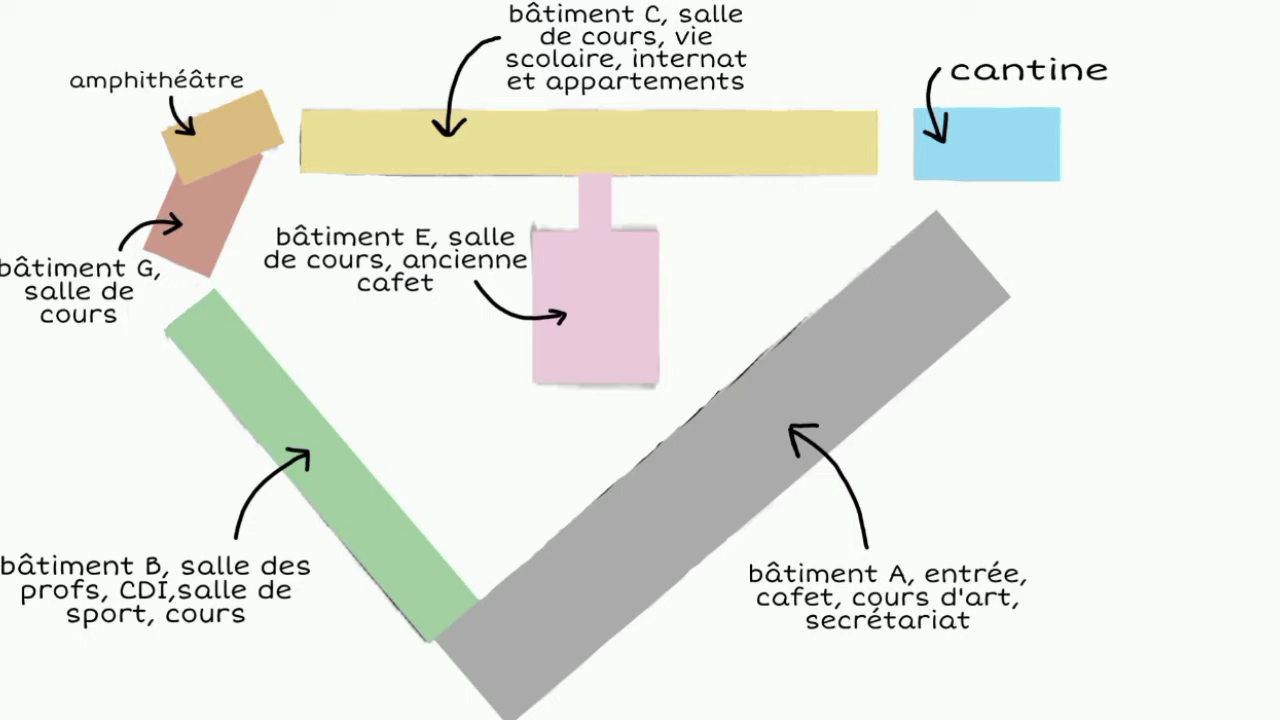 bâtiment C, salle
de cours, vie
scolaire, internat
et appartements
cantine
amphithéâtre
bâtiment E, salle
de cours, ancienne
cafet
bâtiment G,
salle de
cours
bâtiment B, salle des
profs, CDI,salle de
sport, cours
bâtiment A, entrée,
cafet, cours d'art,
secrétariat